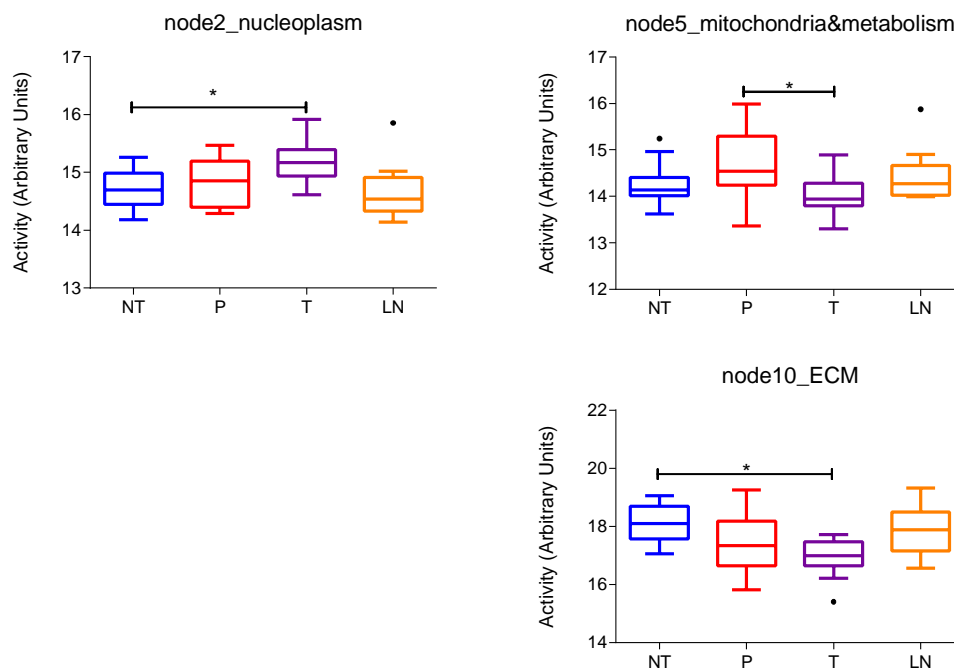 node2_nucleoplasm
Activity (Arbitrary Units)
17
16
15
14
13
*
NT P T LN
node5_mitochondria&metabolism
Activity (Arbitrary Units)
17
16
15
14
13
12
*
NT P T LN
node10_ECM
Activity (Arbitrary Units)
22
20
18
16
14
*
NT P T LN